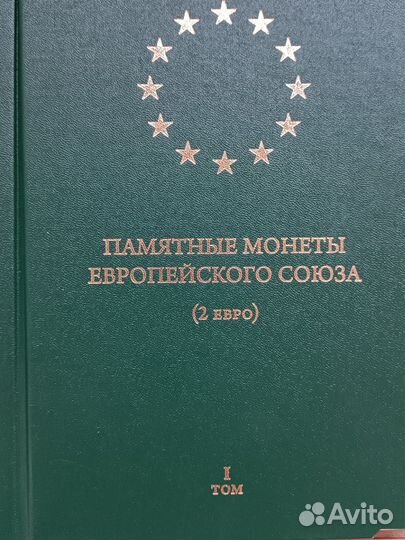 ПАМЯТНЫЕ МОНЕТЫ
ЕВРОПЕЙСКОГО СОЮЗА
(2 ЕВРО)
I
ТОМ
Avito